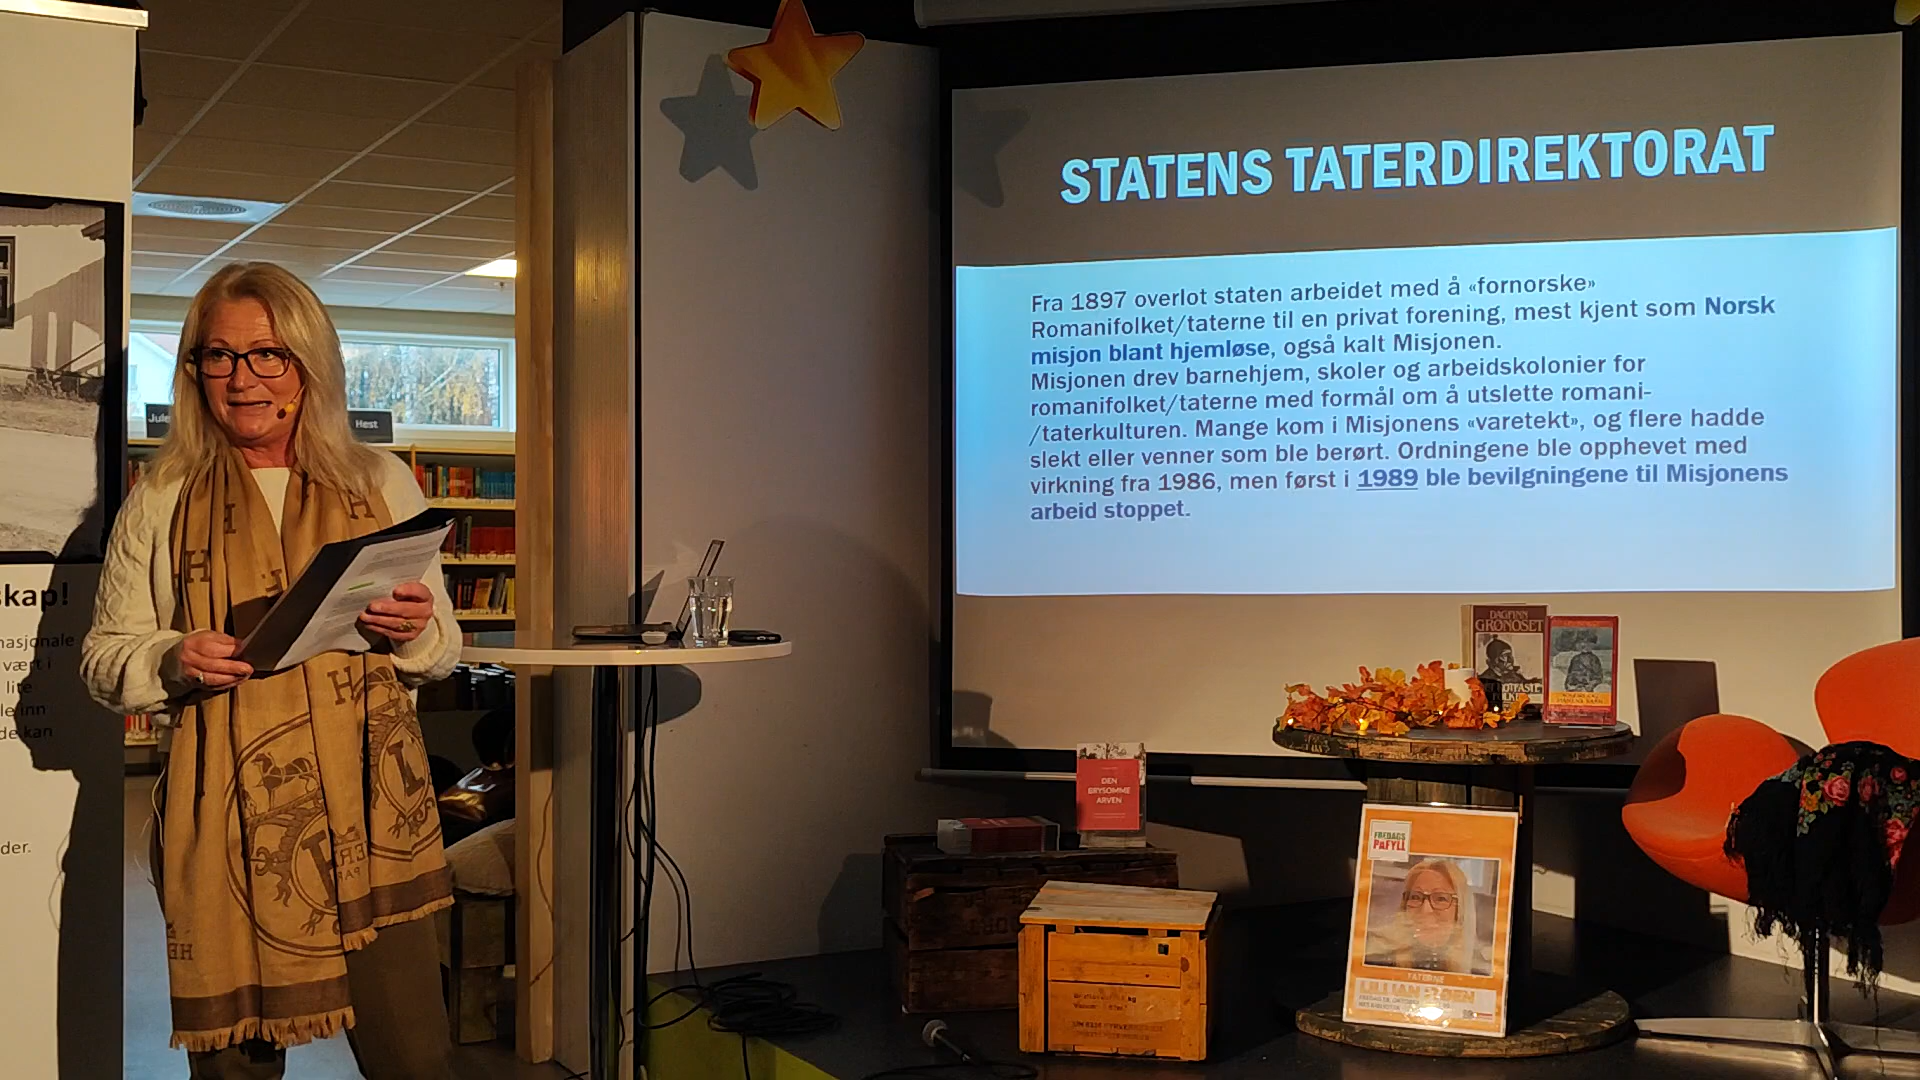 STATENS TATERDIREKTORAT
Fra 1897 overlot staten arbeidet med å «fornorske»
Romanifolket/taterne til en privat forening, mest kjent som Norsk
misjon blant hjemløse, også kalt Misjonen.
Misjonen drev barnehjem, skoler og arbeidskolonier for
romanifolket/taterne med formål om å utslette romani-
/taterkulturen. Mange kom i Misjonens «varetekt», og flere hadde
slekt eller venner som ble berørt. Ordningene ble opphevet med
virkning fra 1986, men først i 1989 ble bevilgningene til Misjonens
arbeid stoppet.
Jule
Hest
skap!
nasjonale
vært i
lite
le inn
de kan
der.
DAGFINN
GRØNOSET
DEN
BRYSOMME
ARVEN
FREDAGS
PÅFYLL
TATERNE
LILLIAN